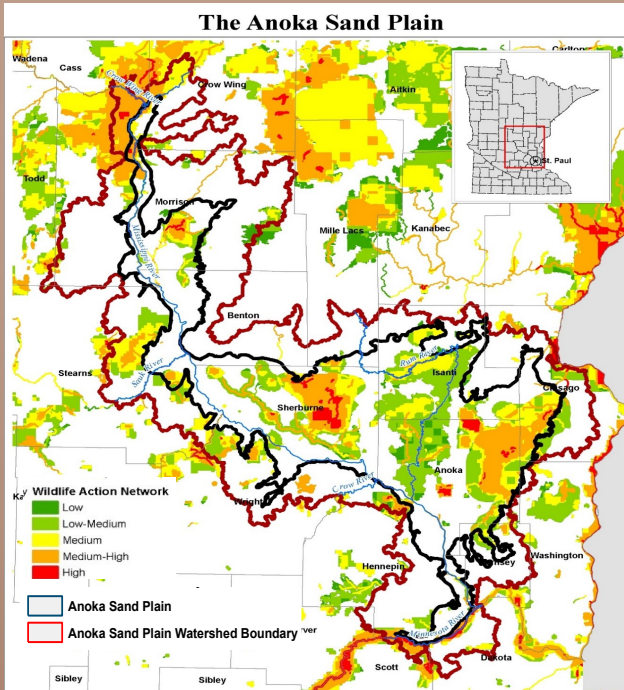 The Anoka Sand Plain
Wadena
Cass
Crow Wing River
Crow Wing
Aitkin
Carlton
St. Paul
Todd
Morrison
Mississippi River
Mille Lacs
Kanabec
Benton
Rum River
Isanti
Stearns
Sauk River
Sherburne
Chisago
Anoka
Crow River
Wright
Wildlife Action Network
Low
Low-Medium
Medium
Medium-High
High
Hennepin
Washington
Anoka Sand Plain
Anoka Sand Plain Watershed Boundary
Minnesota River
Scott
Sibley
Sibley